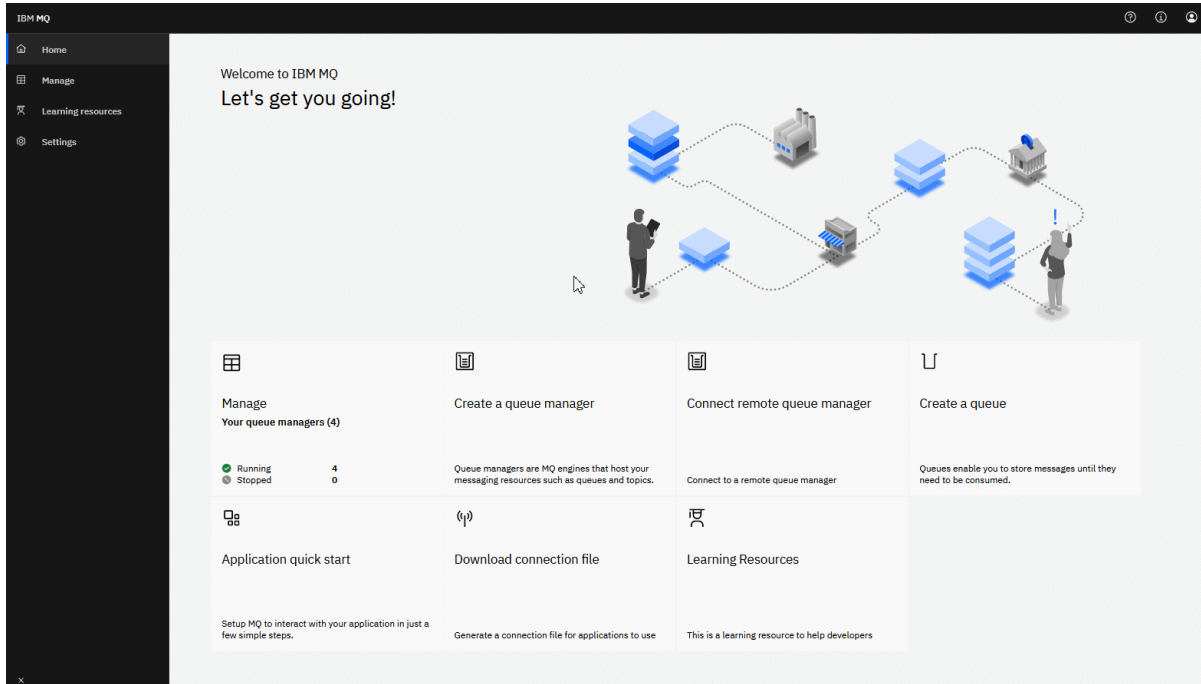 IBM MQ
Home
Manage
Learning resources
Settings
Welcome to IBM MQ
Let's get you going!
!
Manage
Your queue managers (4)
Running 4
Stopped 0
Create a queue manager
Queue managers are MQ engines that host your
messaging resources such as queues and topics.
Connect remote queue manager
Connect to a remote queue manager
Create a queue
Queues enable you to store messages until they
need to be consumed.
Application quick start
Setup MQ to interact with your application in just a
few simple steps.
Download connection file
Generate a connection file for applications to use
Learning Resources
This is a learning resource to help developers